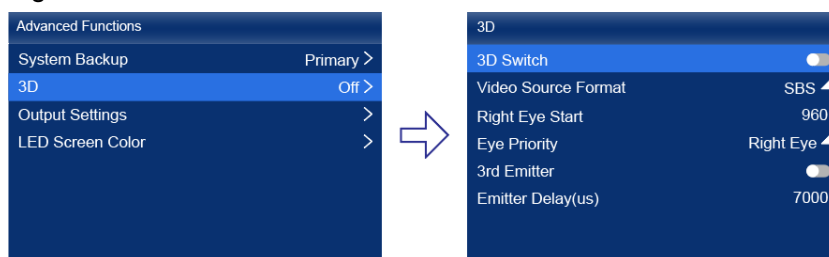 Advanced Functions
System Backup Primary >
3D Off >
Output Settings >
LED Screen Color >
3D
3D Switch
Video Source Format SBS
Right Eye Start 960
Eye Priority Right Eye
3rd Emitter
Emitter Delay(us) 7000